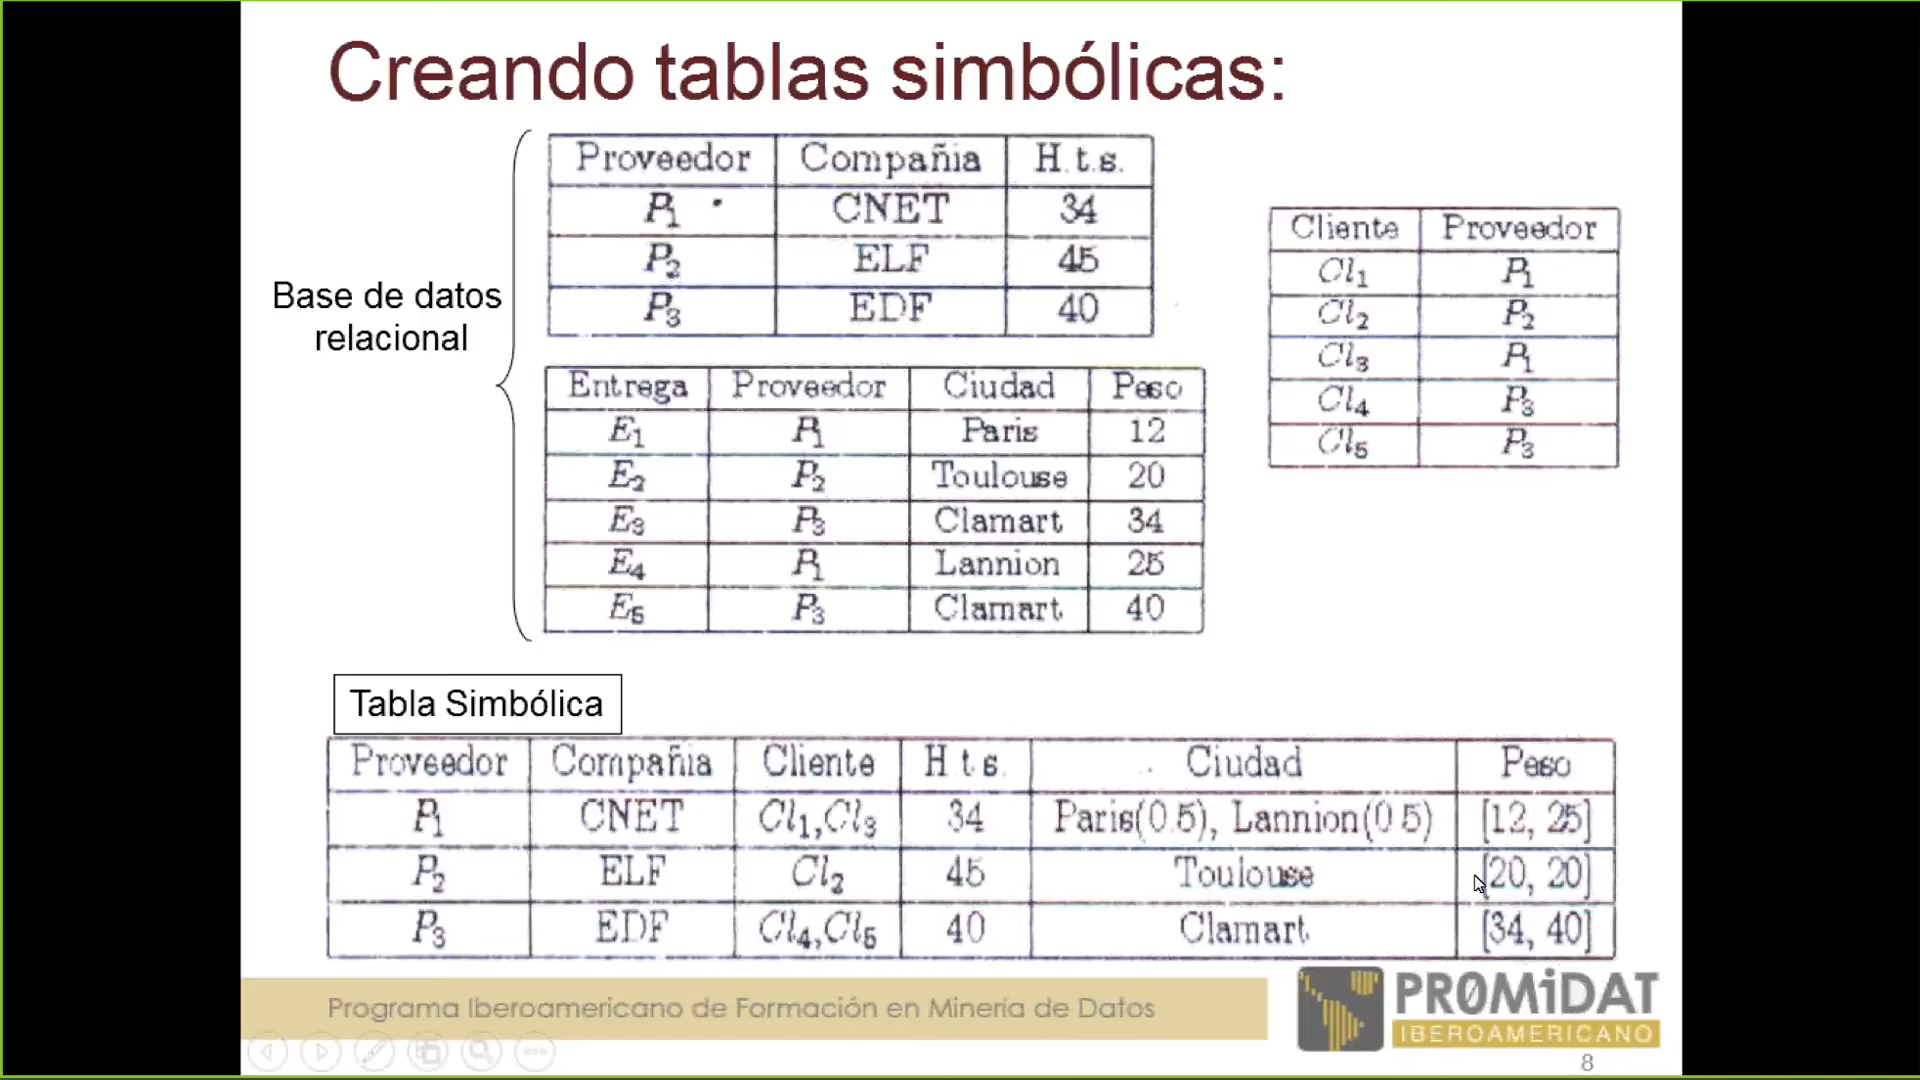 Creando tablas simbólicas:
Base de datos
relacional
Proveedor Compañia H.t.s.
P1 CNET 34
P2 ELF 45
P3 EDF 40
Cliente Proveedor
Cl1 P1
Cl2 P2
Cl3 P1
Cl4 P3
Cl5 P3
Entrega Proveedor Ciudad Peso
E1 P1 Paris 12
E2 P2 Toulouse 20
E3 P3 Clamart 34
E4 P1 Lannion 25
E5 P3 Clamart 40
Tabla Simbólica
Proveedor Compañia Cliente H t s. Ciudad Peso
P1 CNET Cl1,Cl3 34 Paris(0.5), Lannion(0 5) [12, 25]
P2 ELF Cl2 45 Toulouse [20, 20]
P3 EDF Cl4,Cl5 40 Clamart [34, 40]
Programa Iberoamericano de Formación en Minería de Datos
PR0MiDAT
IBEROAMERICANO
8